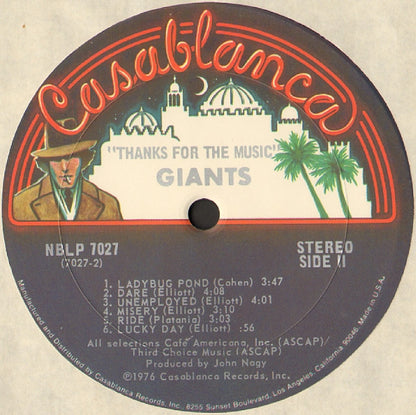 Casablanca
"THANKS FOR THE MUSIC"
GIANTS
NBLP 7027
(7027-2)
STEREO
SIDE II
1. LADYBUG POND (Cohen) 3:47
2. DARE (Elliott) 4:08
3. UNEMPLOYED (Elliott) 4:01
4. MISERY (Elliott) 3:10
5. RIDE (Platania) 3:03
6. LUCKY DAY (Elliott) :56
All selections Café Americana, Inc. (ASCAP)/
Third Choice Music (ASCAP)
Produced by John Nagy
℗1976 Casablanca Records, Inc.
Manufactured and Distributed by Casablanca Records, Inc., 8255 Sunset Boulevard, Los Angeles, California 90046. Made in U.S.A.